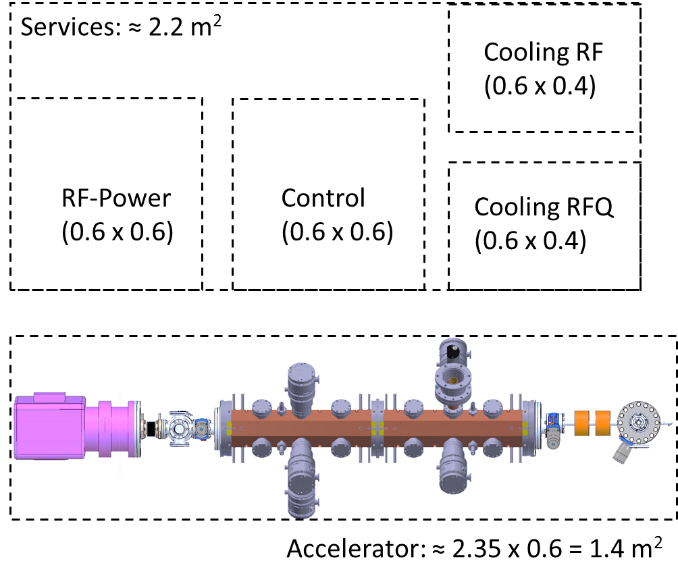 Services: ≈ 2.2 m²
Cooling RF
(0.6 x 0.4)
RF-Power
(0.6 x 0.6)
Control
(0.6 x 0.6)
Cooling RFQ
(0.6 x 0.4)
Accelerator: ≈ 2.35 x 0.6 = 1.4 m²